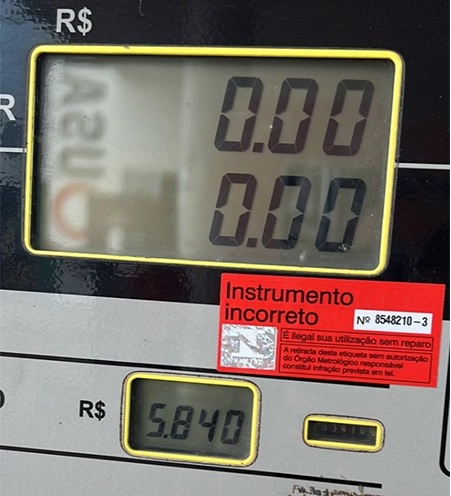 R$
R
0.00
0.00
Instrumento
incorreto
Nº 8548210-3
É ilegal sua utilização sem reparo
A retirada desta etiqueta sem autorização
do Órgão Metrológico responsável
constitui infração prevista em lei.
R$
5.840